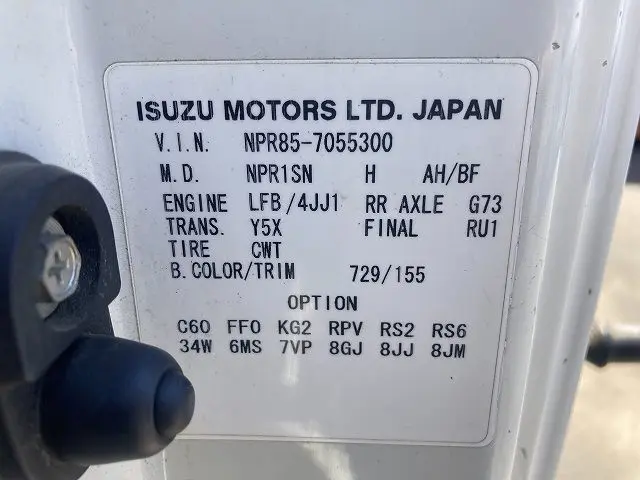 ISUZU MOTORS LTD. JAPAN
V.I.N. NPR85-7055300
M.D. NPR1SN H AH/BF
ENGINE LFB/4JJ1 RR AXLE G73
TRANS. Y5X FINAL RU1
TIRE CWT
B.COLOR/TRIM 729/155
OPTION
C60 FF0 KG2 RPV RS2 RS6
34W 6MS 7VP 8GJ 8JJ 8JM